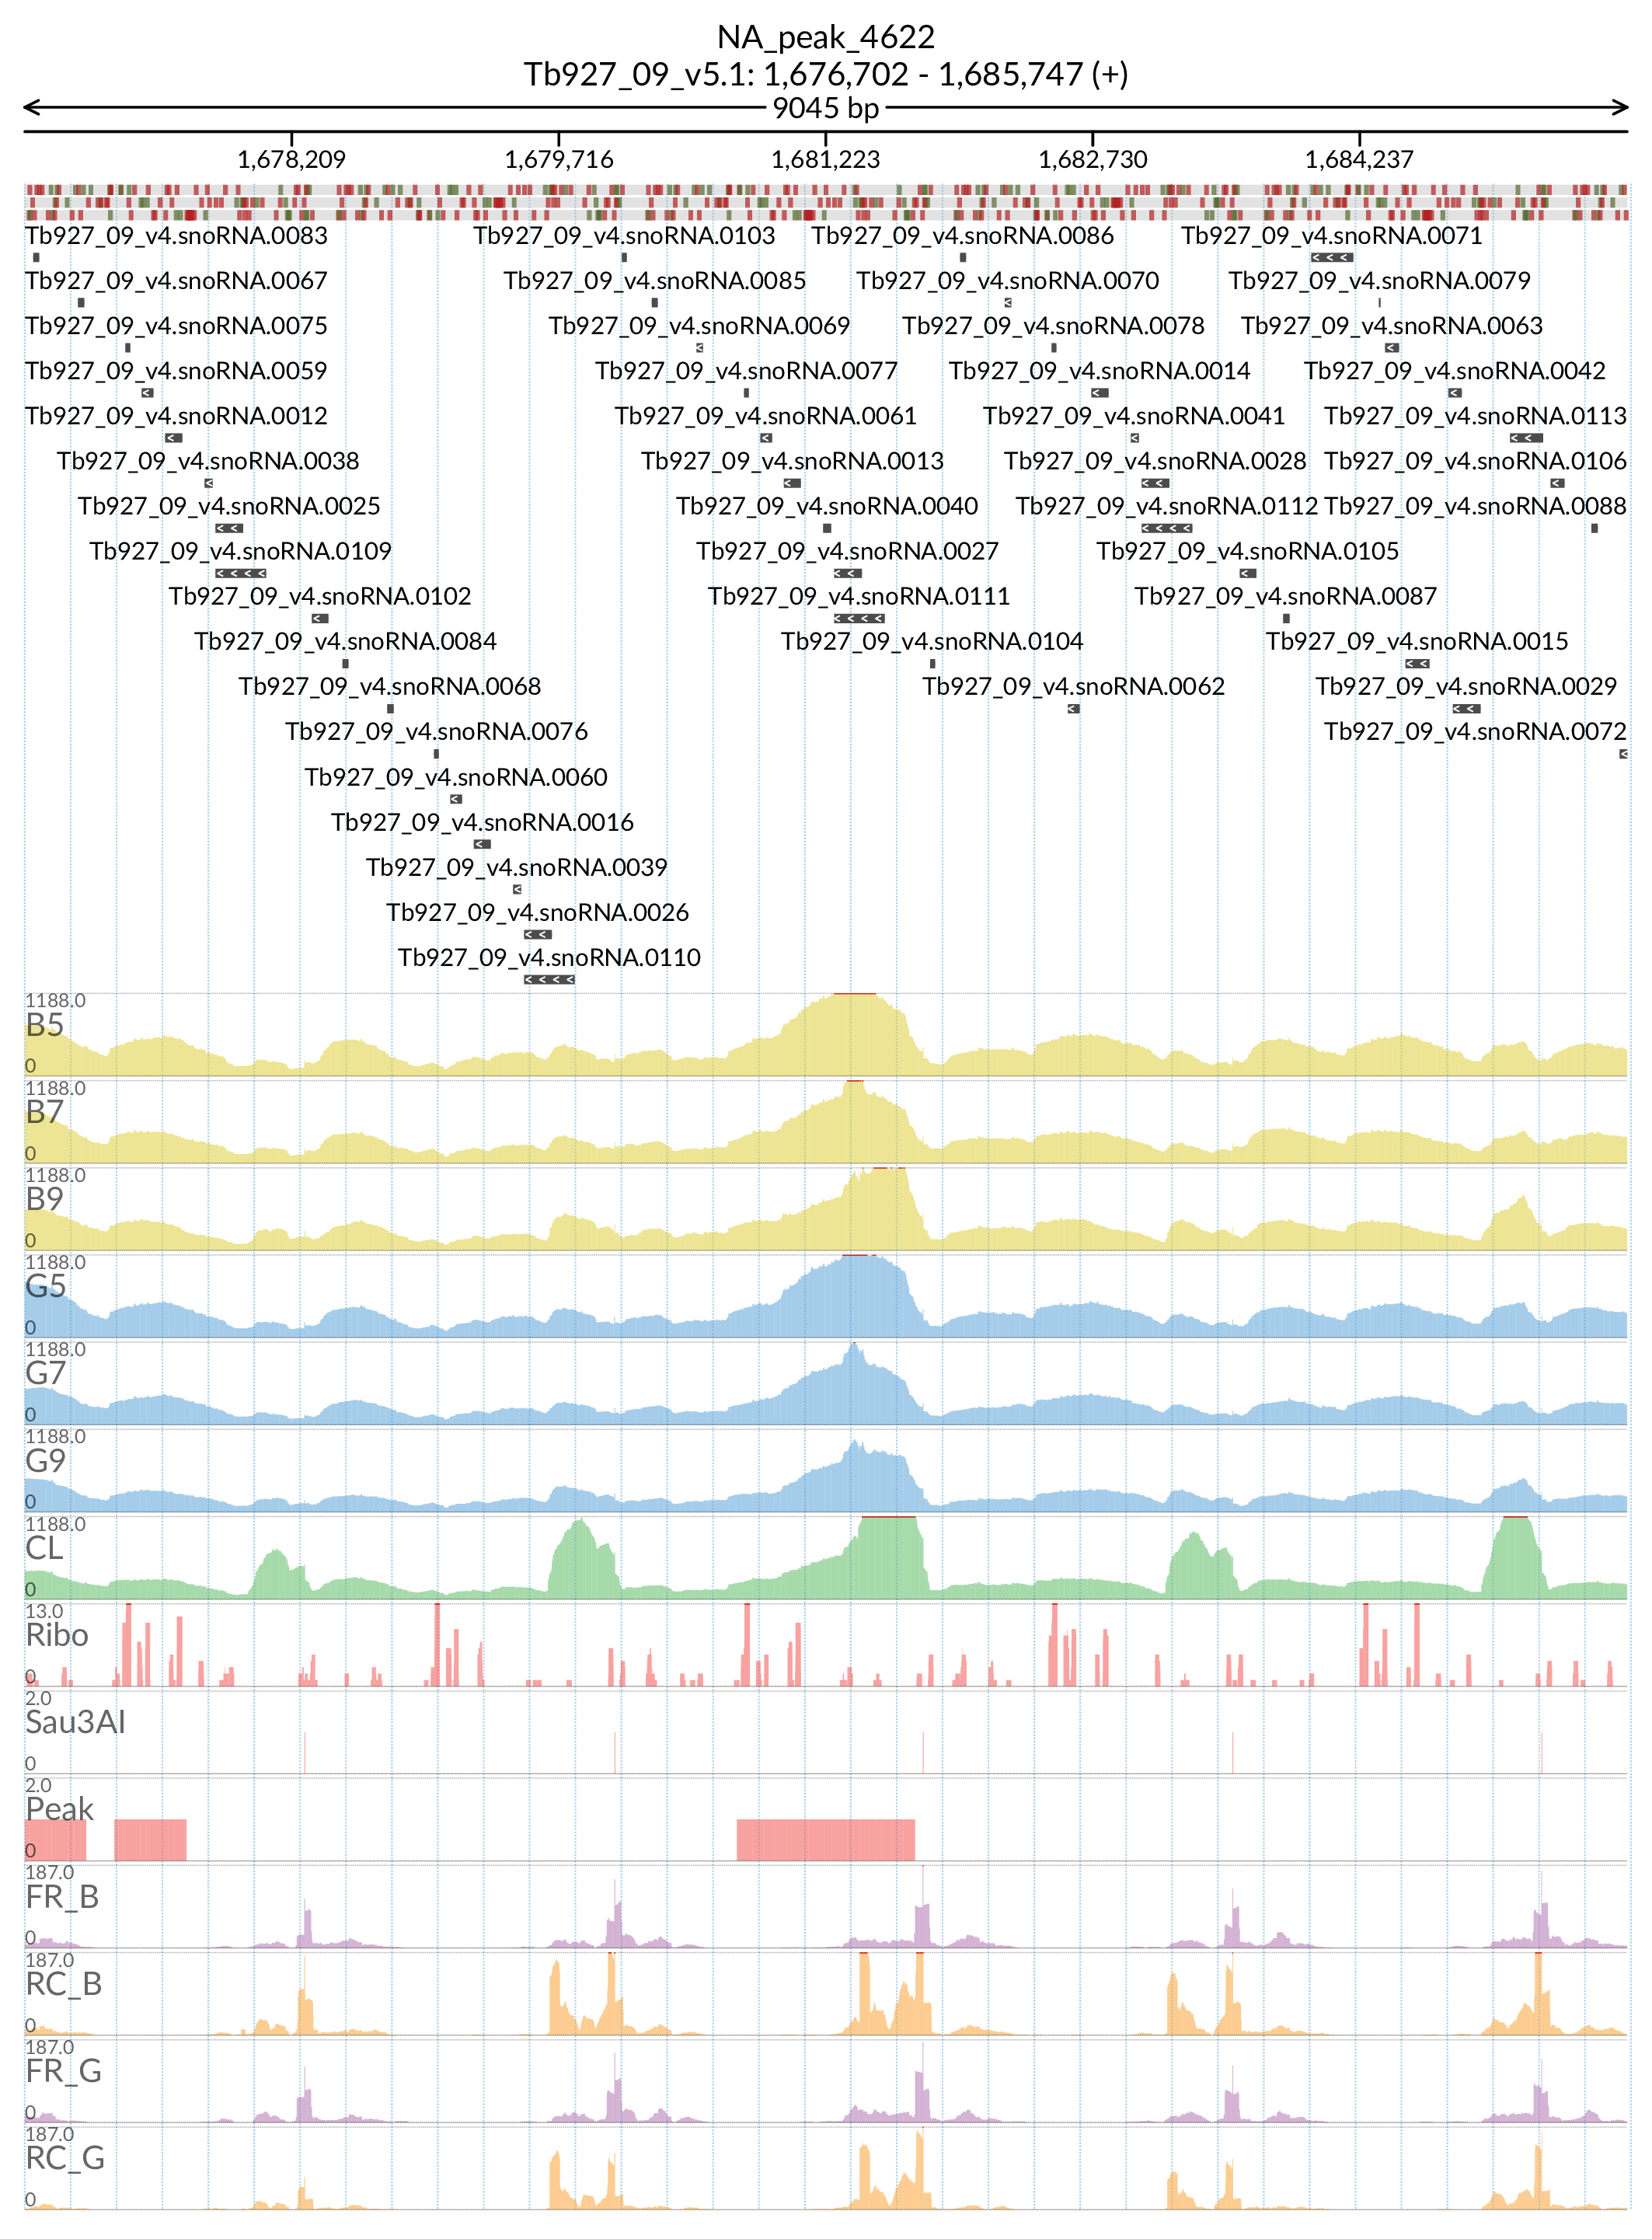 NA_peak_4622
Tb927_09_v5.1: 1,676,702 - 1,685,747 (+)
9045 bp
1,678,209 1,679,716 1,681,223 1,682,730 1,684,237
Tb927_09_v4.snoRNA.0083 Tb927_09_v4.snoRNA.0103 Tb927_09_v4.snoRNA.0086 Tb927_09_v4.snoRNA.0071
Tb927_09_v4.snoRNA.0067 Tb927_09_v4.snoRNA.0085 Tb927_09_v4.snoRNA.0070 Tb927_09_v4.snoRNA.0079
Tb927_09_v4.snoRNA.0075 Tb927_09_v4.snoRNA.0069 Tb927_09_v4.snoRNA.0078 Tb927_09_v4.snoRNA.0063
Tb927_09_v4.snoRNA.0059 Tb927_09_v4.snoRNA.0077 Tb927_09_v4.snoRNA.0014 Tb927_09_v4.snoRNA.0042
Tb927_09_v4.snoRNA.0012 Tb927_09_v4.snoRNA.0061 Tb927_09_v4.snoRNA.0041 Tb927_09_v4.snoRNA.0113
Tb927_09_v4.snoRNA.0038 Tb927_09_v4.snoRNA.0013 Tb927_09_v4.snoRNA.0028 Tb927_09_v4.snoRNA.0106
Tb927_09_v4.snoRNA.0025 Tb927_09_v4.snoRNA.0040 Tb927_09_v4.snoRNA.0112 Tb927_09_v4.snoRNA.0088
Tb927_09_v4.snoRNA.0109 Tb927_09_v4.snoRNA.0027 Tb927_09_v4.snoRNA.0105
Tb927_09_v4.snoRNA.0102 Tb927_09_v4.snoRNA.0111 Tb927_09_v4.snoRNA.0087
Tb927_09_v4.snoRNA.0084 Tb927_09_v4.snoRNA.0104 Tb927_09_v4.snoRNA.0015
Tb927_09_v4.snoRNA.0068 Tb927_09_v4.snoRNA.0062 Tb927_09_v4.snoRNA.0029
Tb927_09_v4.snoRNA.0076 Tb927_09_v4.snoRNA.0072
Tb927_09_v4.snoRNA.0060
Tb927_09_v4.snoRNA.0016
Tb927_09_v4.snoRNA.0039
Tb927_09_v4.snoRNA.0026
Tb927_09_v4.snoRNA.0110
1188.0
B5
0
1188.0
B7
0
1188.0
B9
0
1188.0
G5
0
1188.0
G7
0
1188.0
G9
0
1188.0
CL
0
13.0
Ribo
0
2.0
Sau3AI
0
2.0
Peak
0
187.0
FR_B
0
187.0
RC_B
0
187.0
FR_G
0
187.0
RC_G
0